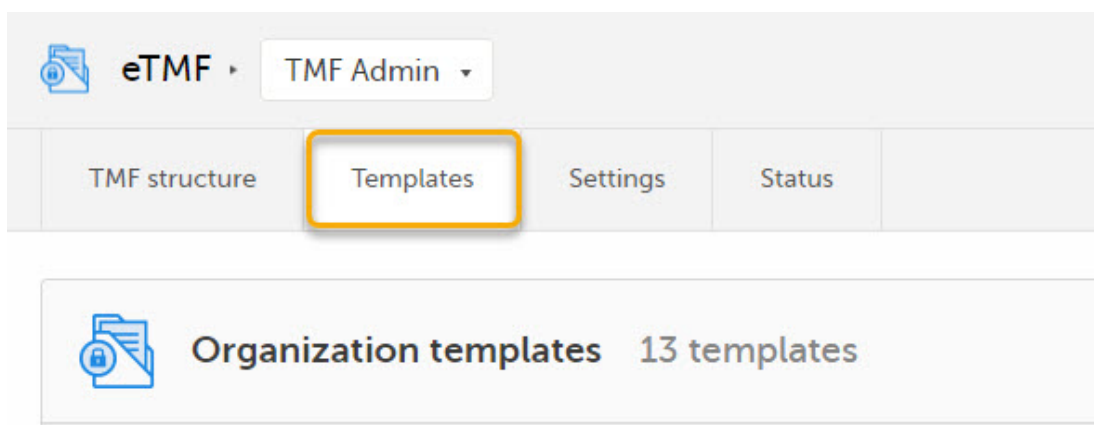 eTMF TMF Admin
TMF structure Templates Settings Status
Organization templates 13 templates